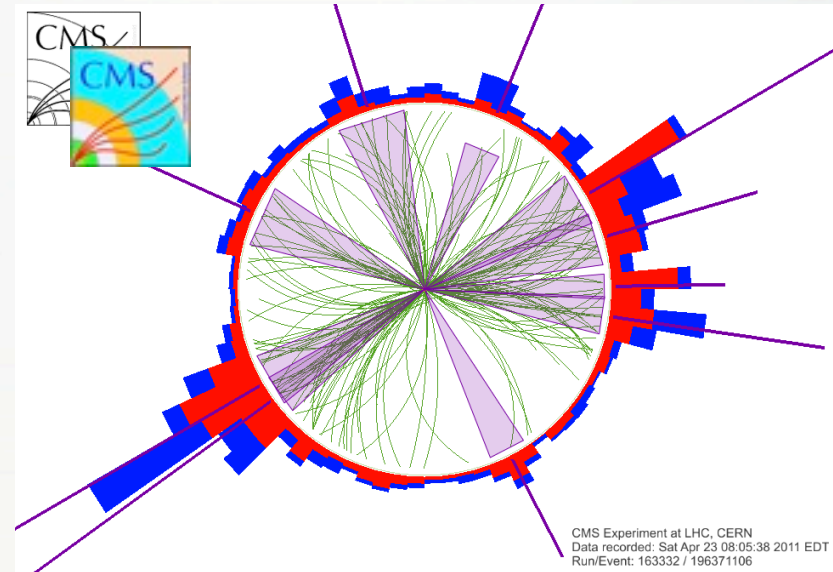 CMS
CMS
CMS Experiment at LHC, CERN
Data recorded: Sat Apr 23 08:05:38 2011 EDT
Run/Event: 163332 / 196371106